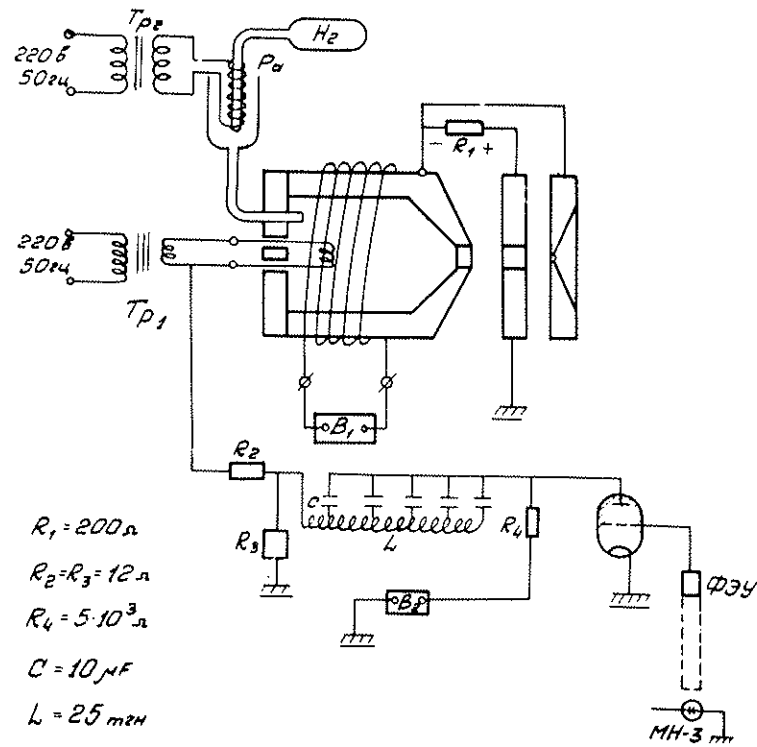 Тр2
H2
220 в
50 гц
Pd
- R1 +
220 в
50 гц
Тр1
B1
R2
C
L
R3
R4
B2
R1 = 200 л
R2=R3=12 л
R4 = 5·10³ л
C = 10 μF
L = 25 mгн
ФЭУ
МН-3